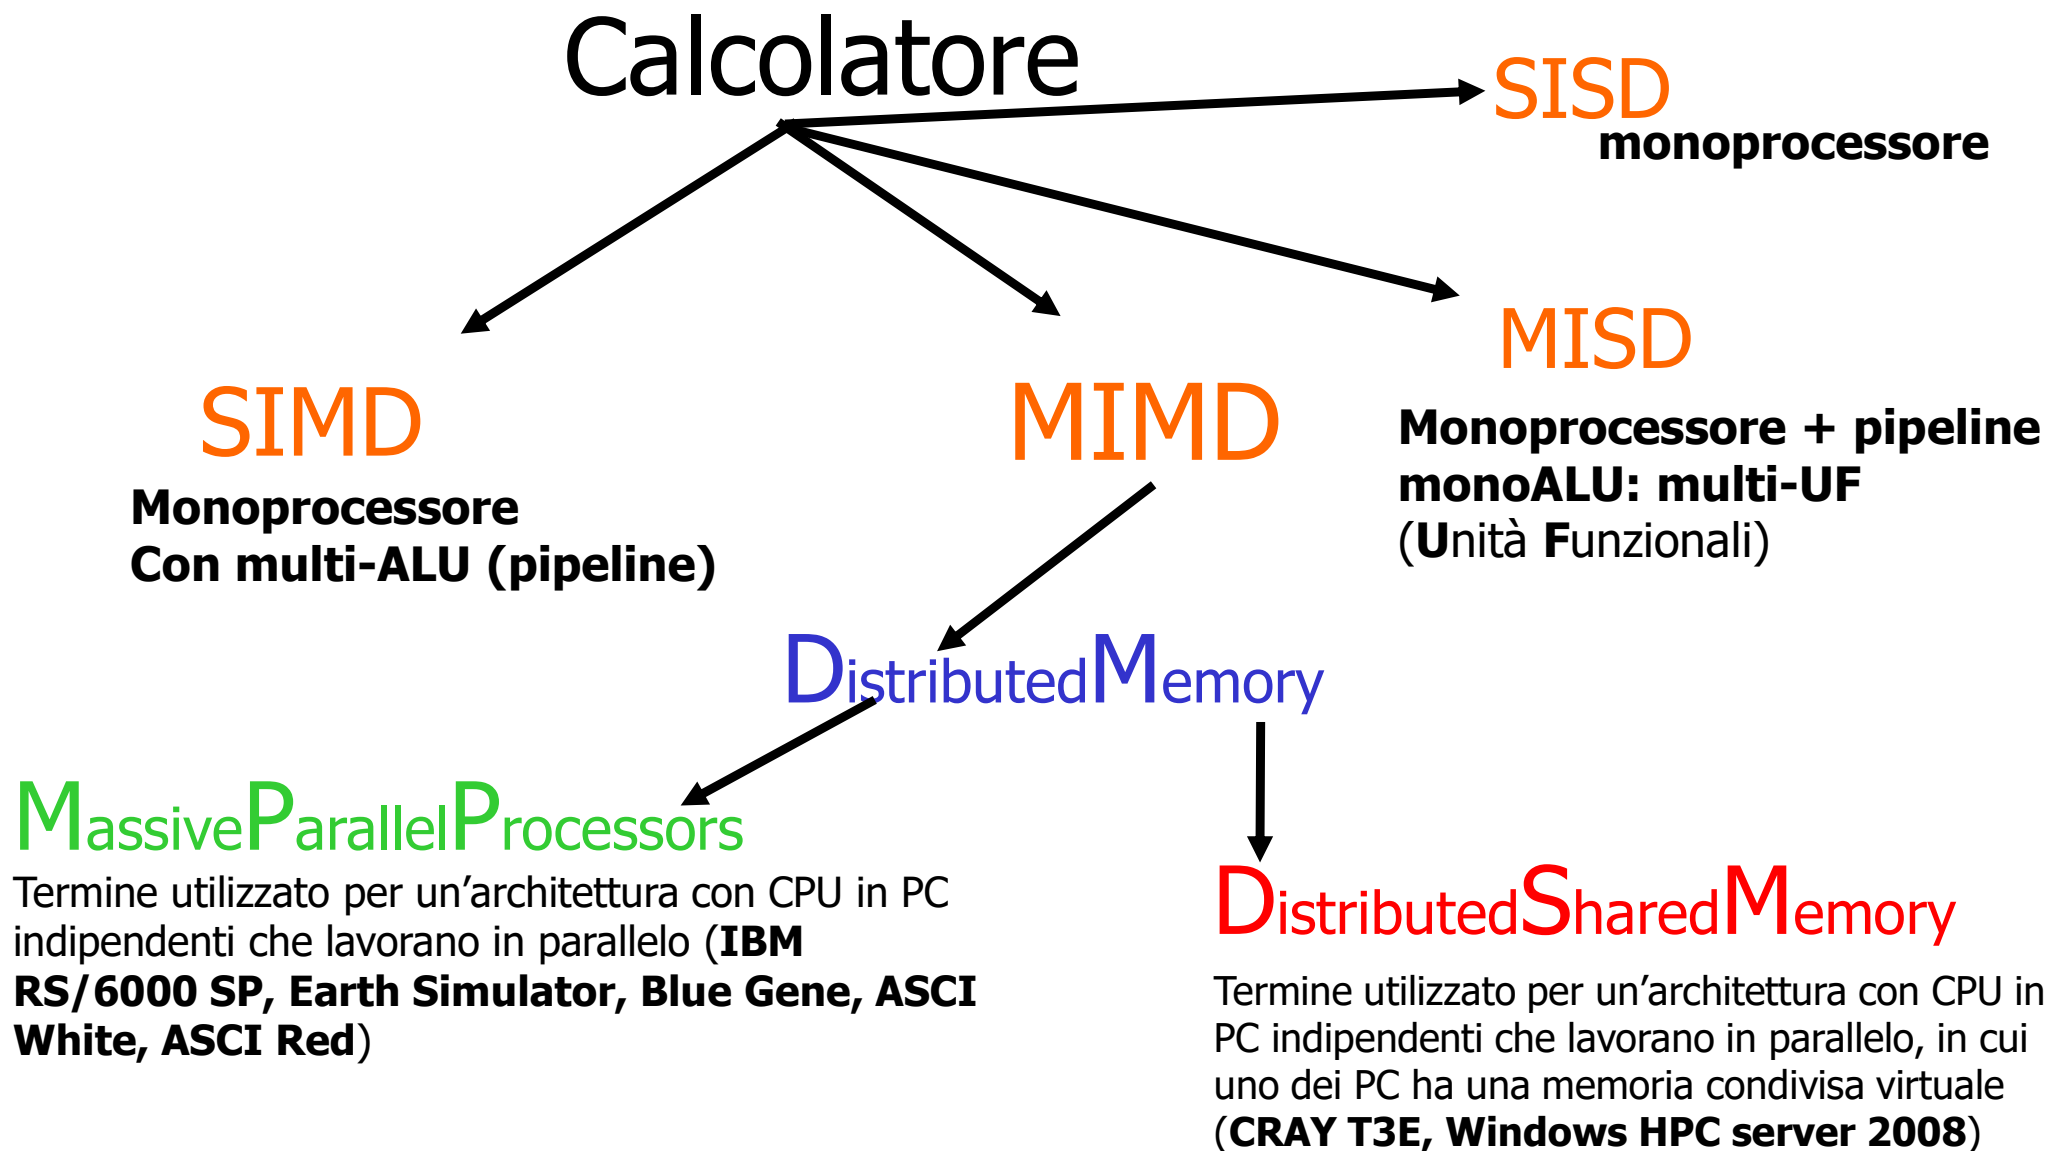 Calcolatore
SISD
monoprocessore
MISD
SIMD
MIMD
Monoprocessore + pipeline
monoALU: multi-UF
(Unità Funzionali)
Monoprocessore
Con multi-ALU (pipeline)
DistributedMemory
MassiveParallelProcessors
Termine utilizzato per un’architettura con CPU in PC
indipendenti che lavorano in parallelo (IBM
RS/6000 SP, Earth Simulator, Blue Gene, ASCI
White, ASCI Red)
DistributedSharedMemory
Termine utilizzato per un’architettura con CPU in
PC indipendenti che lavorano in parallelo, in cui
uno dei PC ha una memoria condivisa virtuale
(CRAY T3E, Windows HPC server 2008)